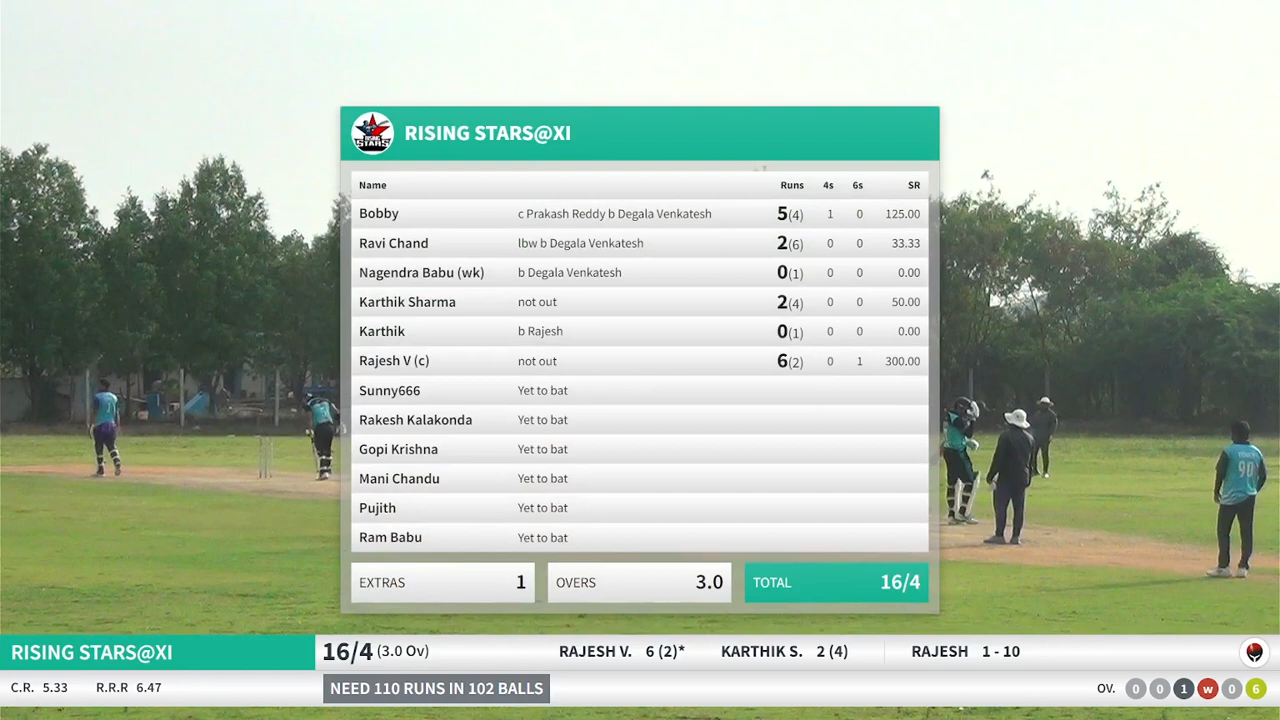 RISING STARS
RISING STARS@XI
Name Runs 4s 6s SR
Bobby c Prakash Reddy b Degala Venkatesh 5(4) 1 0 125.00
Ravi Chand lbw b Degala Venkatesh 2(6) 0 0 33.33
Nagendra Babu (wk) b Degala Venkatesh 0(1) 0 0 0.00
Karthik Sharma not out 2(4) 0 0 50.00
Karthik b Rajesh 0(1) 0 0 0.00
Rajesh V (c) not out 6(2) 0 1 300.00
Sunny666 Yet to bat
Rakesh Kalakonda Yet to bat
Gopi Krishna Yet to bat
Mani Chandu Yet to bat
Pujith Yet to bat
Ram Babu Yet to bat
EXTRAS 1 OVERS 3.0 TOTAL 16/4
90
RISING STARS@XI 16/4 (3.0 Ov) RAJESH V. 6 (2)* KARTHIK S. 2 (4) RAJESH 1 - 10
C.R. 5.33 R.R.R 6.47 NEED 110 RUNS IN 102 BALLS OV. 0 0 1 w 0 6